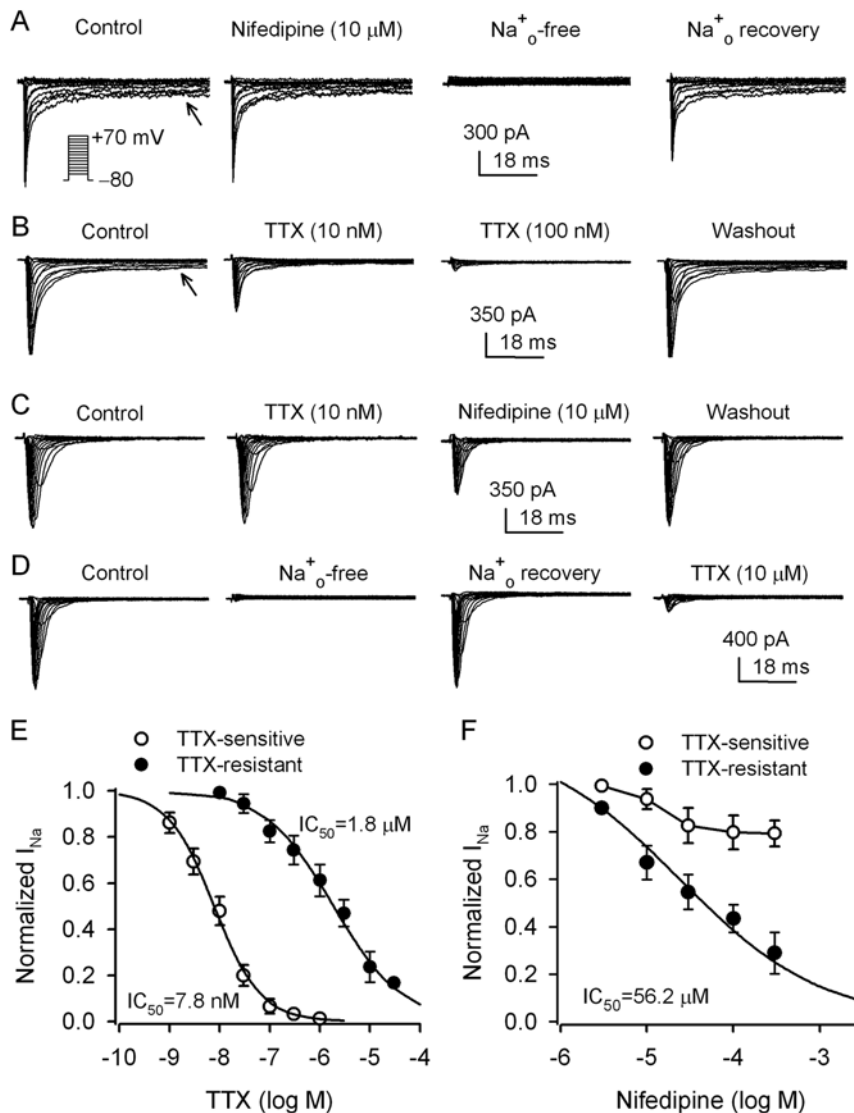 A
Control
Nifedipine (10 μM)
Na⁺ₒ-free
Na⁺ₒ recovery
+70 mV
−80
300 pA
18 ms
B
Control
TTX (10 nM)
TTX (100 nM)
Washout
350 pA
18 ms
C
Control
TTX (10 nM)
Nifedipine (10 μM)
Washout
350 pA
18 ms
D
Control
Na⁺ₒ-free
Na⁺ₒ recovery
TTX (10 μM)
400 pA
18 ms
E
TTX-sensitive
TTX-resistant
Normalized I_Na
1.0
0.8
0.6
0.4
0.2
0.0
IC₅₀=1.8 μM
IC₅₀=7.8 nM
-10 -9 -8 -7 -6 -5 -4
TTX (log M)
F
TTX-sensitive
TTX-resistant
Normalized I_Na
1.0
0.8
0.6
0.4
0.2
0.0
IC₅₀=56.2 μM
-6 -5 -4 -3
Nifedipine (log M)